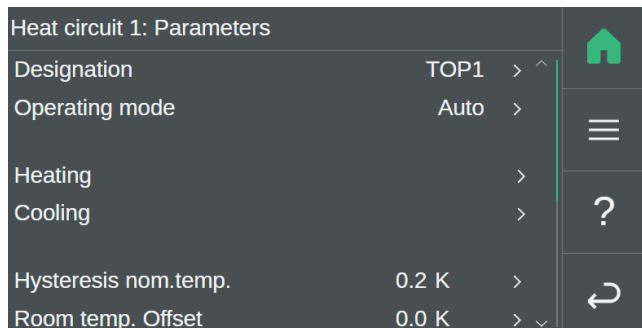 Heat circuit 1: Parameters
Designation TOP1 >
Operating mode Auto >
Heating >
Cooling >
?
Hysteresis nom.temp. 0.2 K >
Room temp. Offset 0.0 K >